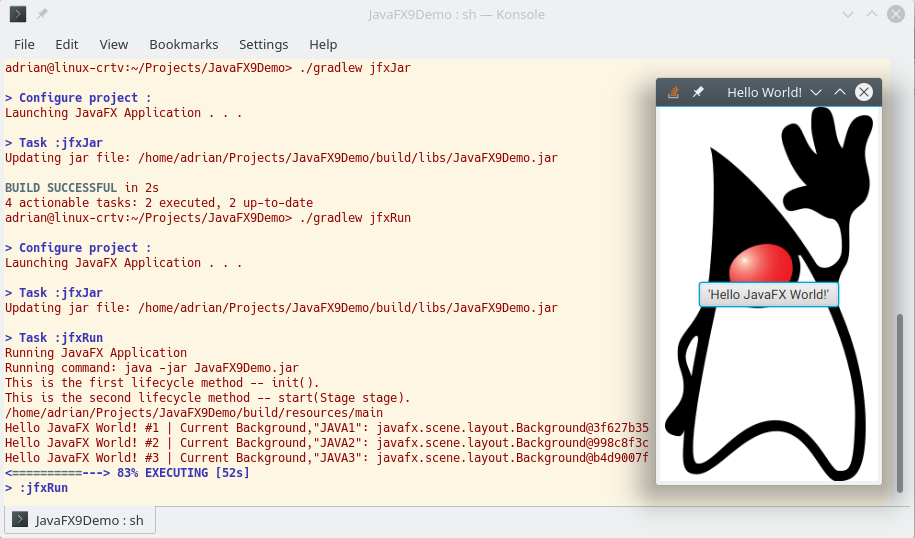 JavaFX9Demo : sh — Konsole
File Edit View Bookmarks Settings Help
adrian@linux-crtv:~/Projects/JavaFX9Demo> ./gradlew jfxJar
> Configure project :
Launching JavaFX Application . . .
> Task :jfxJar
Updating jar file: /home/adrian/Projects/JavaFX9Demo/build/libs/JavaFX9Demo.jar
BUILD SUCCESSFUL in 2s
4 actionable tasks: 2 executed, 2 up-to-date
adrian@linux-crtv:~/Projects/JavaFX9Demo> ./gradlew jfxRun
> Configure project :
Launching JavaFX Application . . .
> Task :jfxJar
Updating jar file: /home/adrian/Projects/JavaFX9Demo/build/libs/JavaFX9Demo.jar
> Task :jfxRun
Running JavaFX Application
Running command: java -jar JavaFX9Demo.jar
This is the first lifecycle method -- init().
This is the second lifecycle method -- start(Stage stage).
/home/adrian/Projects/JavaFX9Demo/build/resources/main
Hello JavaFX World! #1 | Current Background,"JAVA1": javafx.scene.layout.Background@3f627b35
Hello JavaFX World! #2 | Current Background,"JAVA2": javafx.scene.layout.Background@998c8f3c
Hello JavaFX World! #3 | Current Background,"JAVA3": javafx.scene.layout.Background@b4d9007f
<==========---> 83% EXECUTING [52s]
> :jfxRun
JavaFX9Demo : sh
Hello World!
'Hello JavaFX World!'